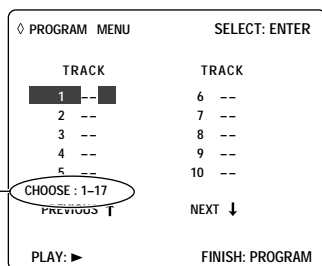 ◊ PROGRAM MENU SELECT: ENTER
TRACK TRACK
1 -- 6 --
2 -- 7 --
3 -- 8 --
4 -- 9 --
5 -- 10 --
CHOOSE : 1–17
PREVIOUS ↑ NEXT ↓
PLAY: ► FINISH: PROGRAM